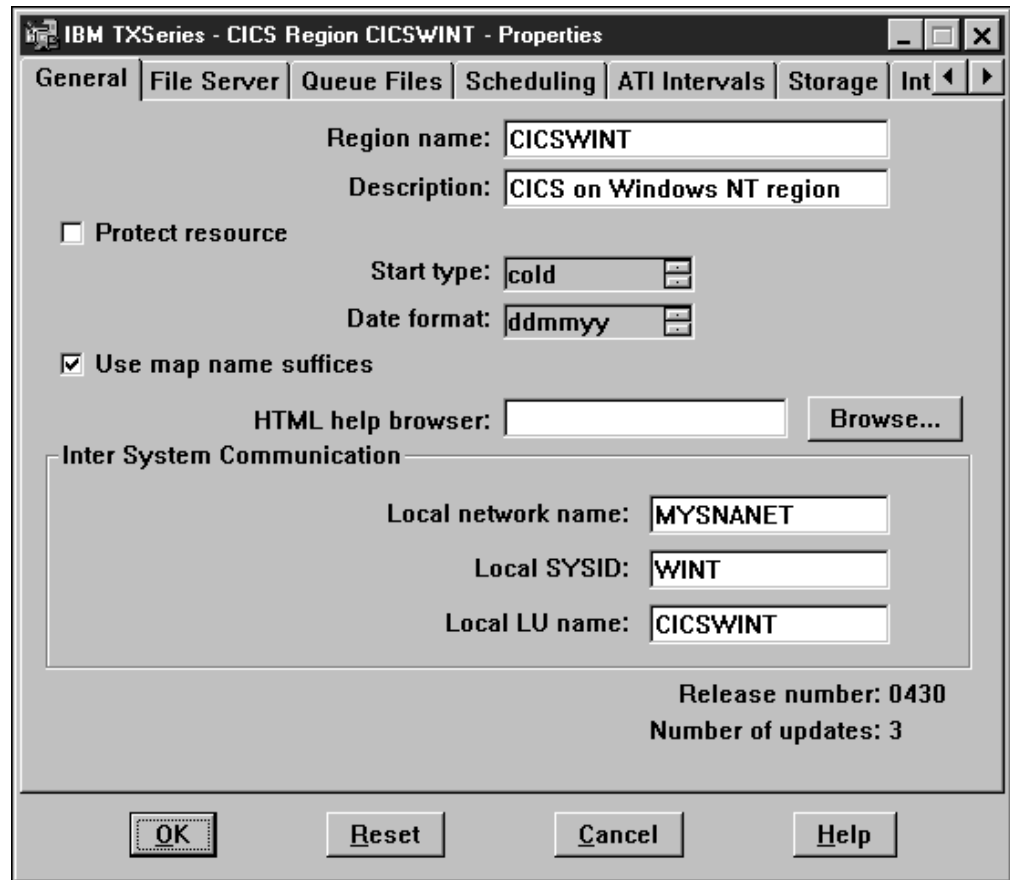 IBM TXSeries - CICS Region CICSWINT - Properties
General File Server Queue Files Scheduling ATI Intervals Storage Int
Region name: CICSWINT
Description: CICS on Windows NT region
Protect resource
Start type: cold
Date format: ddmmyy
Use map name suffices
HTML help browser: Browse...
Inter System Communication
Local network name: MYSNANET
Local SYSID: WINT
Local LU name: CICSWINT
Release number: 0430
Number of updates: 3
OK Reset Cancel Help